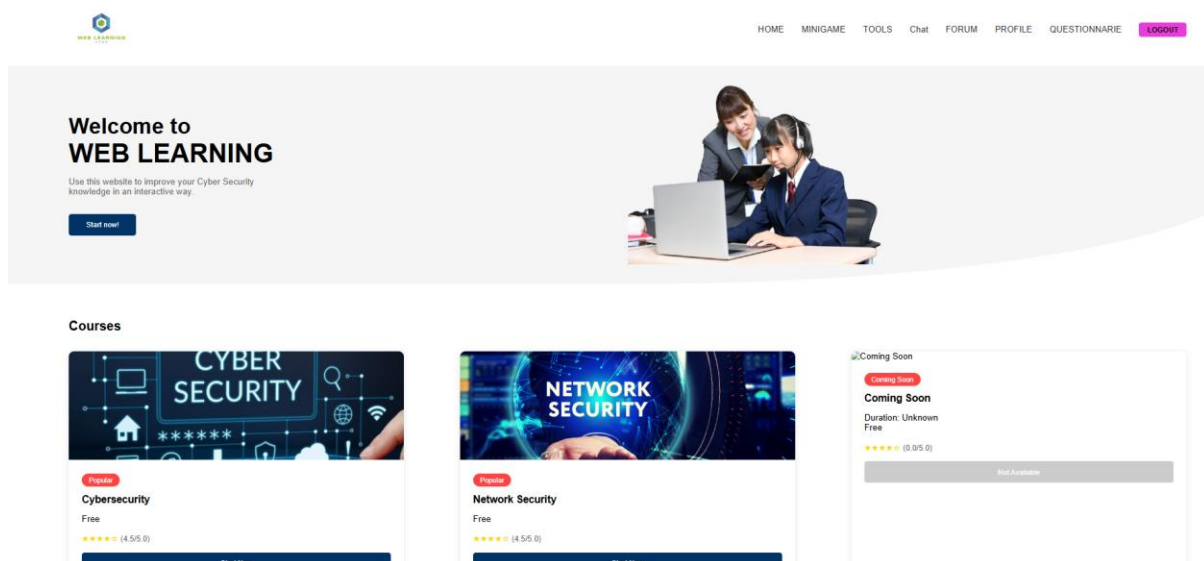 WEB LEARNING
HOME MINIGAME TOOLS Chat FORUM PROFILE QUESTIONNARIE LOGOUT
Welcome to
WEB LEARNING
Use this website to improve your Cyber Security
knowledge in an interactive way.
Start now!
Courses
CYBER
SECURITY
******
Popular
Cybersecurity
Free
★★★★☆ (4.5/5.0)
NETWORK
SECURITY
Popular
Network Security
Free
★★★★☆ (4.5/5.0)
Coming Soon
Coming Soon
Coming Soon
Duration: Unknown
Free
★★★★☆ (0.0/5.0)
Not Available